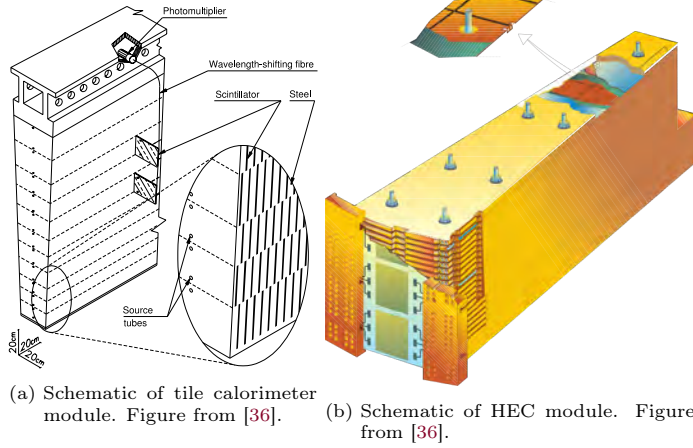 Photomultiplier
Wavelength-shifting fibre
Scintillator
Steel
Source
tubes
20cm
20cm
20cm
(a) Schematic of tile calorimeter
module. Figure from [36].
(b) Schematic of HEC module. Figure
from [36].